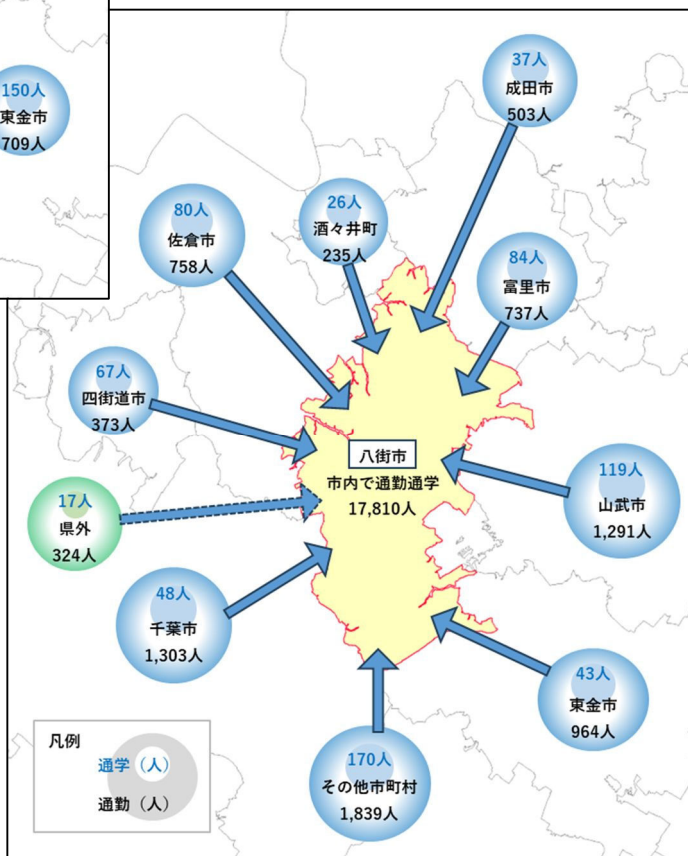 150人
東金市
709人
37人
成田市
503人
80人
佐倉市
758人
26人
酒々井町
235人
84人
富里市
737人
67人
四街道市
373人
八街市
市内で通勤通学
17,810人
119人
山武市
1,291人
17人
県外
324人
48人
千葉市
1,303人
43人
東金市
964人
170人
その他市町村
1,839人
凡例
通学（人）
通勤（人）